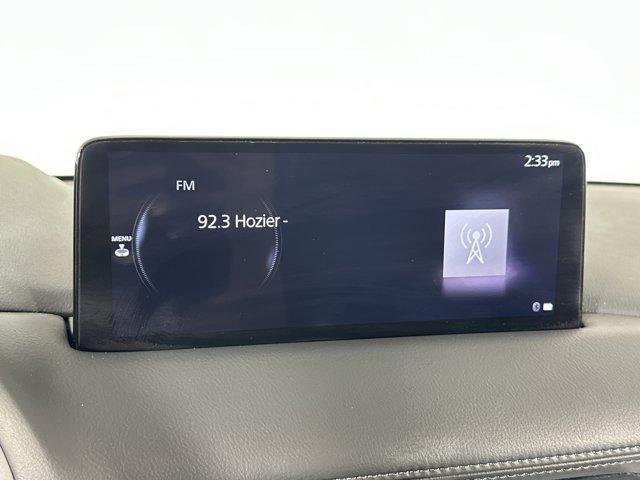 2:33pm
FM
92.3 Hozier -
MENU